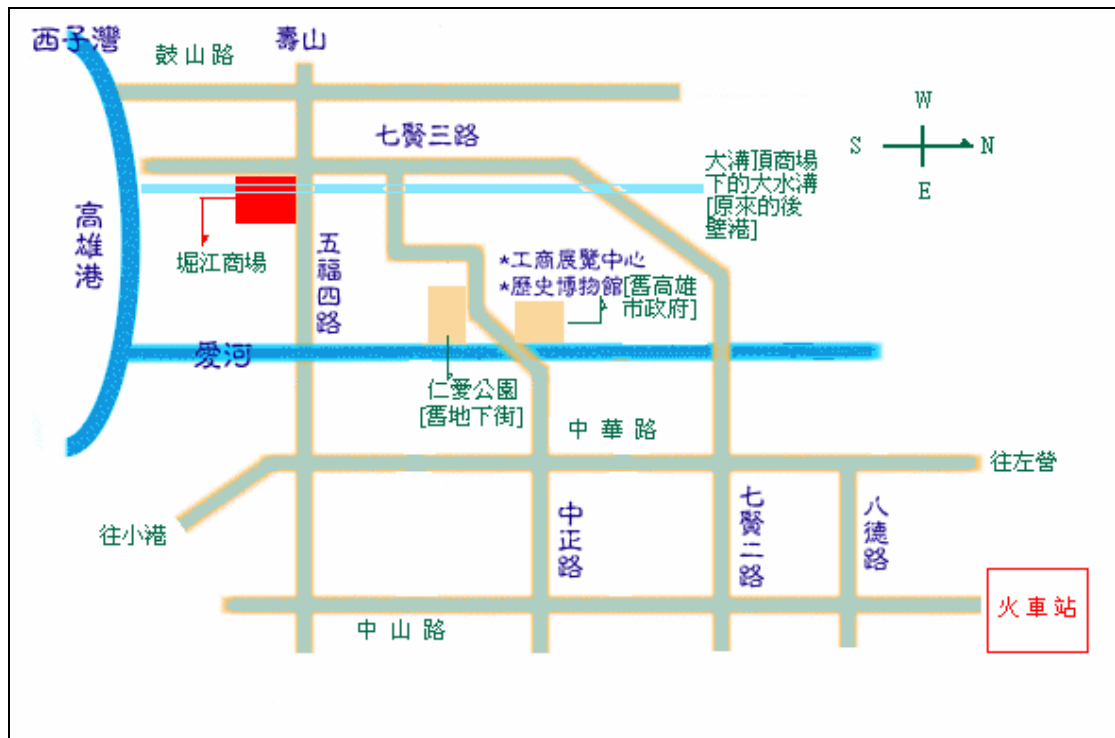 西子灣
鼓山路
壽山
七賢三路
W
S
N
E
大溝頂商場
下的大水溝
[原來的後
壁港]
高雄港
堀江商場
五福四路
*工商展覽中心
*歷史博物館
[舊高雄
市政府]
愛河
仁愛公園
[舊地下街]
中華路
往左營
往小港
中正路
七賢二路
八德路
中山路
火車站